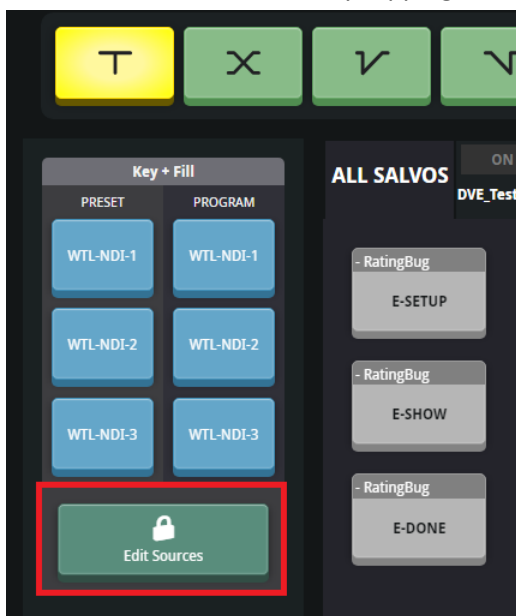 Key + Fill
PRESET
PROGRAM
WTL-NDI-1
WTL-NDI-1
WTL-NDI-2
WTL-NDI-2
WTL-NDI-3
WTL-NDI-3
Edit Sources
ALL SALVOS
ON
DVE_Test
- RatingBug
E-SETUP
- RatingBug
E-SHOW
- RatingBug
E-DONE